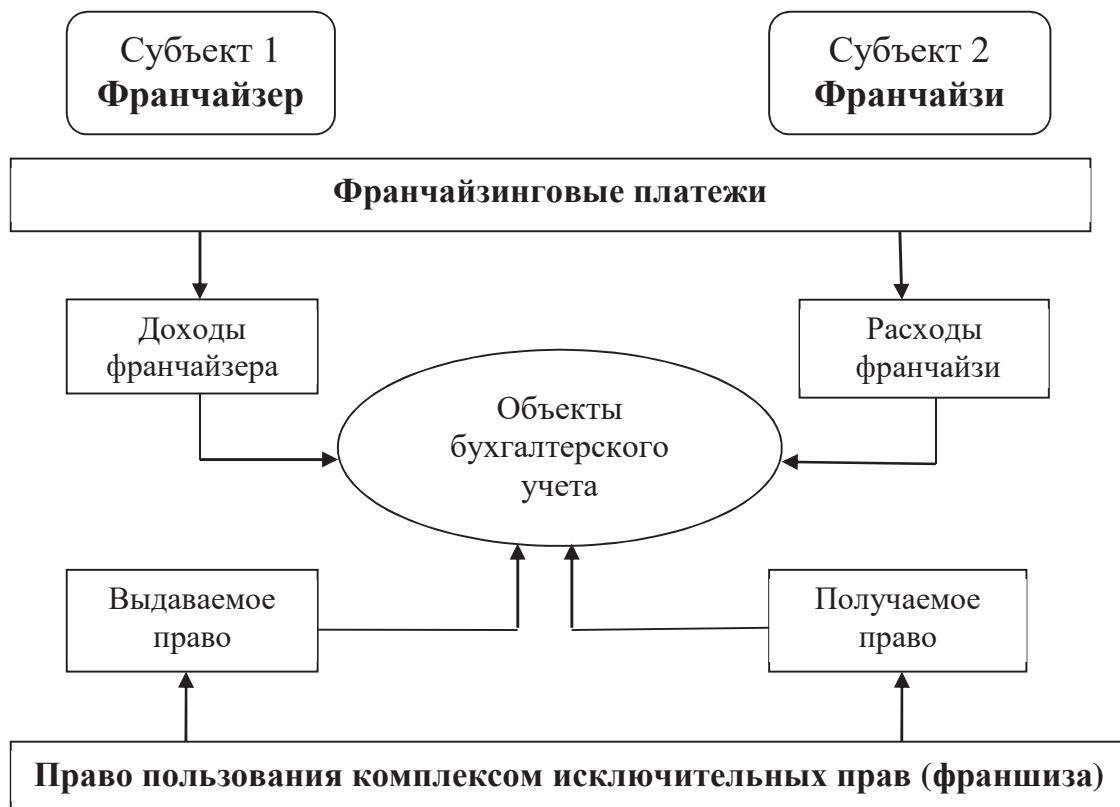 Субъект 1
Франчайзер
Субъект 2
Франчайзи
Франчайзинговые платежи
Доходы
франчайзера
Расходы
франчайзи
Объекты
бухгалтерского
учета
Выдаваемое
право
Получаемое
право
Право пользования комплексом исключительных прав (франшиза)